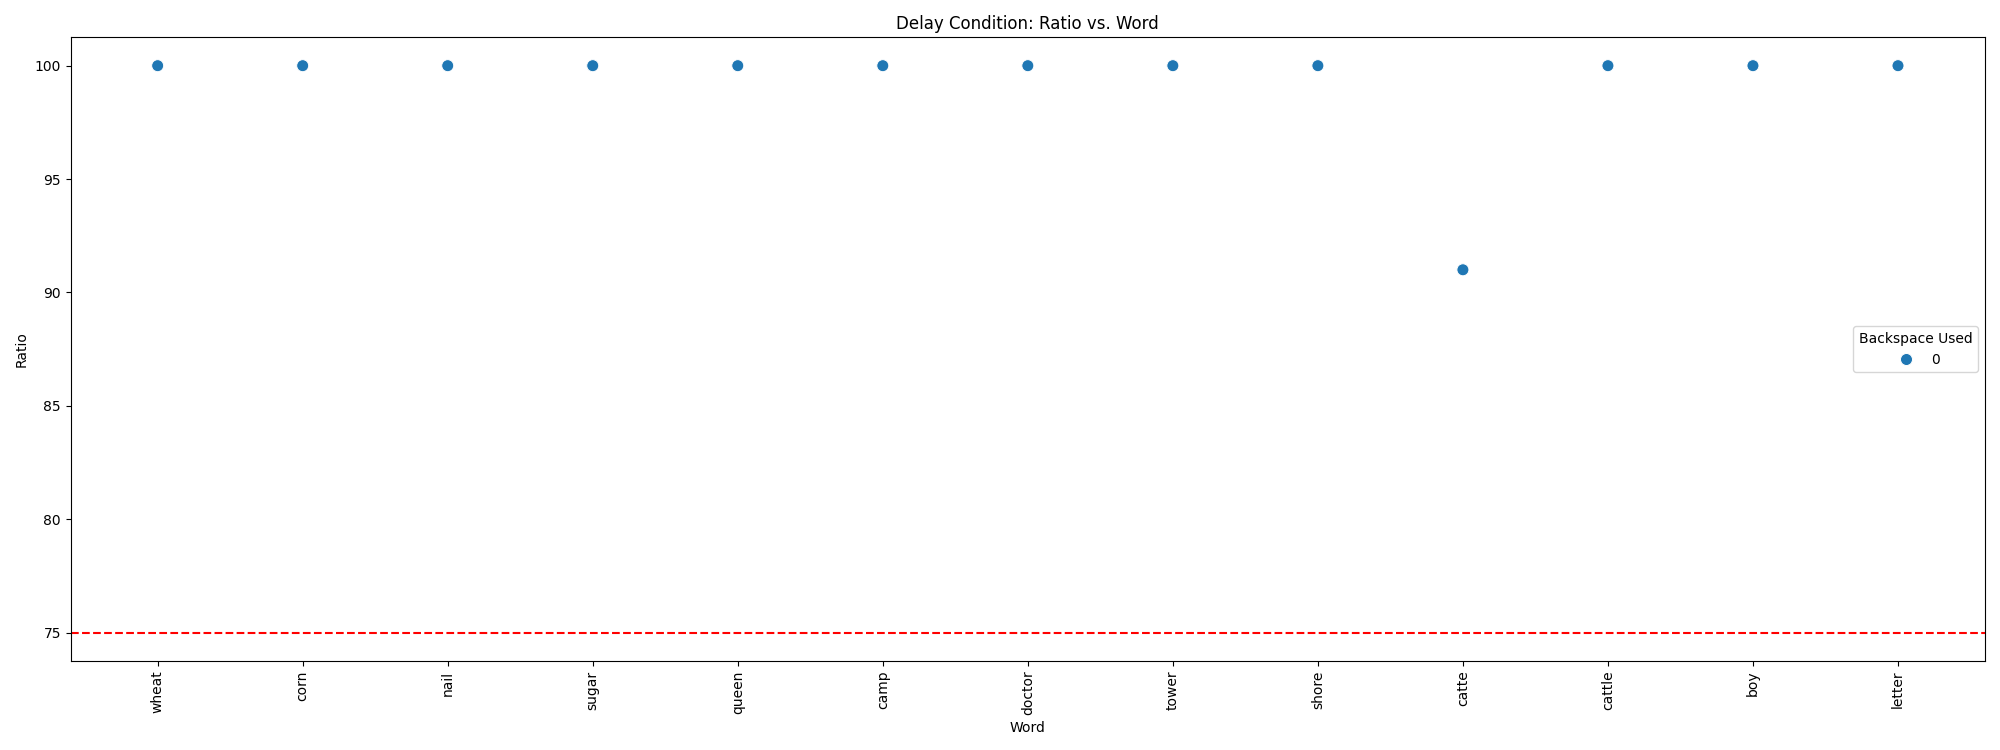 Delay Condition: Ratio vs. Word
100
95
90
85
80
75
Ratio
Backspace Used
0
wheat
corn
nail
sugar
queen
camp
doctor
tower
shore
catte
cattle
boy
letter
Word